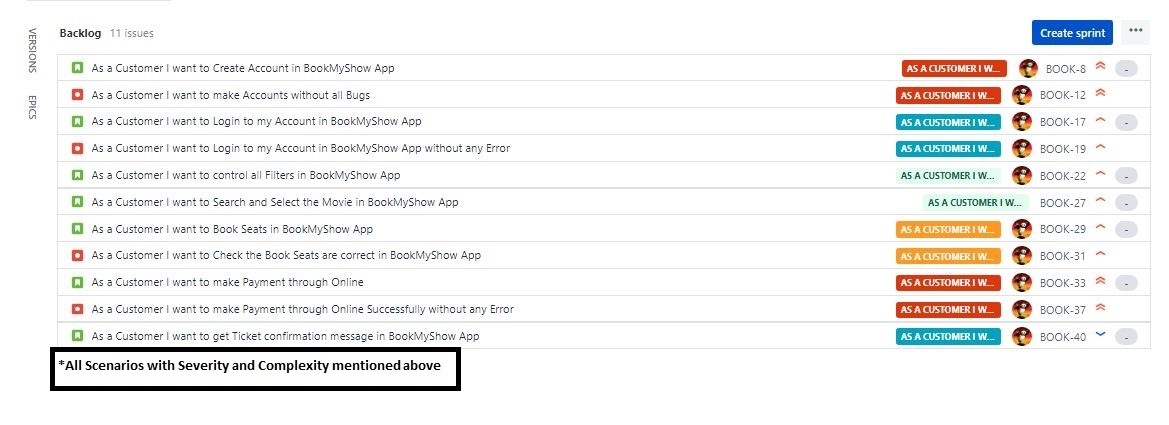 VERSIONS
EPICS
Backlog 11 issues Create sprint ...
As a Customer I want to Create Account in BookMyShow App AS A CUSTOMER I W... BOOK-8 -
As a Customer I want to make Accounts without all Bugs AS A CUSTOMER I W... BOOK-12
As a Customer I want to Login to my Account in BookMyShow App AS A CUSTOMER I W... BOOK-17 -
As a Customer I want to Login to my Account in BookMyShow App without any Error AS A CUSTOMER I W... BOOK-19
As a Customer I want to control all Filters in BookMyShow App AS A CUSTOMER I W... BOOK-22 -
As a Customer I want to Search and Select the Movie in BookMyShow App AS A CUSTOMER I W... BOOK-27 -
As a Customer I want to Book Seats in BookMyShow App AS A CUSTOMER I W... BOOK-29 -
As a Customer I want to Check the Book Seats are correct in BookMyShow App AS A CUSTOMER I W... BOOK-31
As a Customer I want to make Payment through Online AS A CUSTOMER I W... BOOK-33 -
As a Customer I want to make Payment through Online Successfully without any Error AS A CUSTOMER I W... BOOK-37
As a Customer I want to get Ticket confirmation message in BookMyShow App AS A CUSTOMER I W... BOOK-40 -
*All Scenarios with Severity and Complexity mentioned above